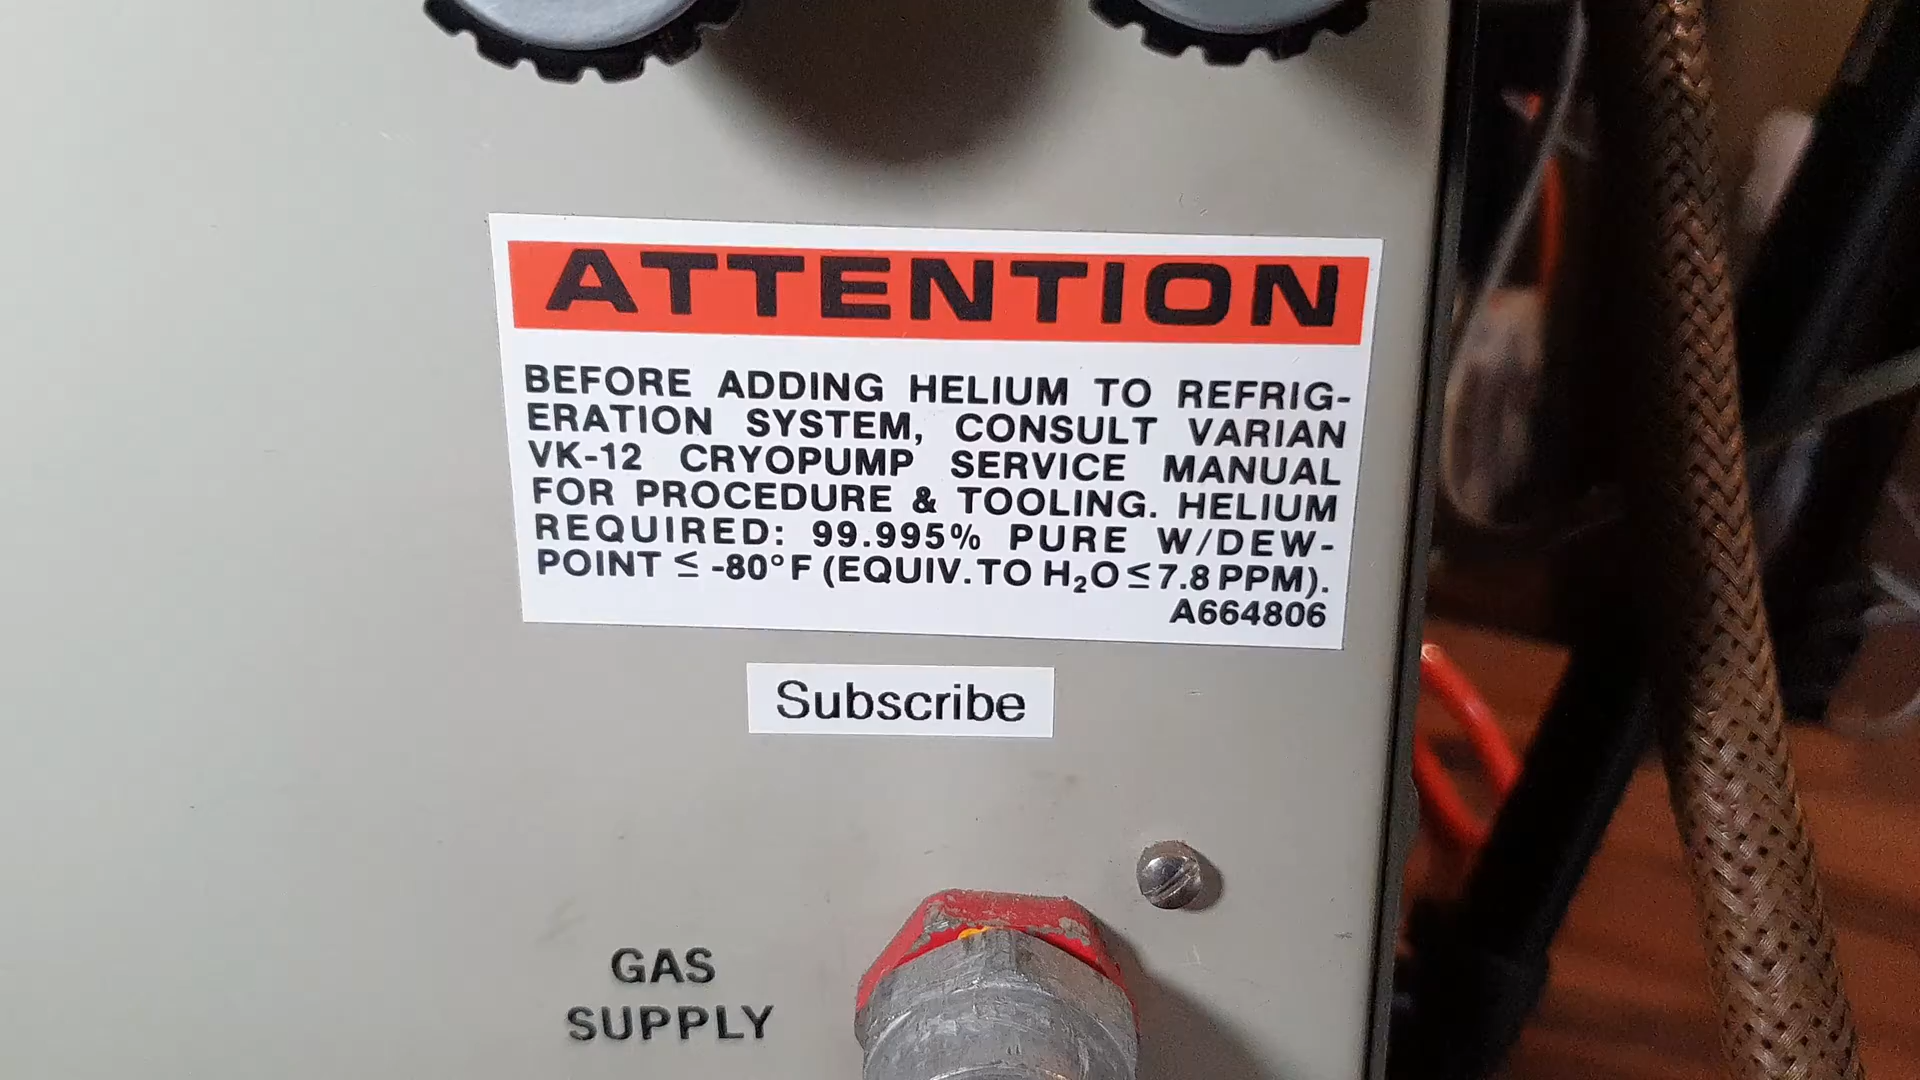 ATTENTION
BEFORE ADDING HELIUM TO REFRIG-
ERATION SYSTEM, CONSULT VARIAN
VK-12 CRYOPUMP SERVICE MANUAL
FOR PROCEDURE & TOOLING. HELIUM
REQUIRED: 99.995% PURE W/DEW-
POINT ≤ -80°F (EQUIV. TO H₂O ≤ 7.8 PPM).
A664806
Subscribe
GAS
SUPPLY